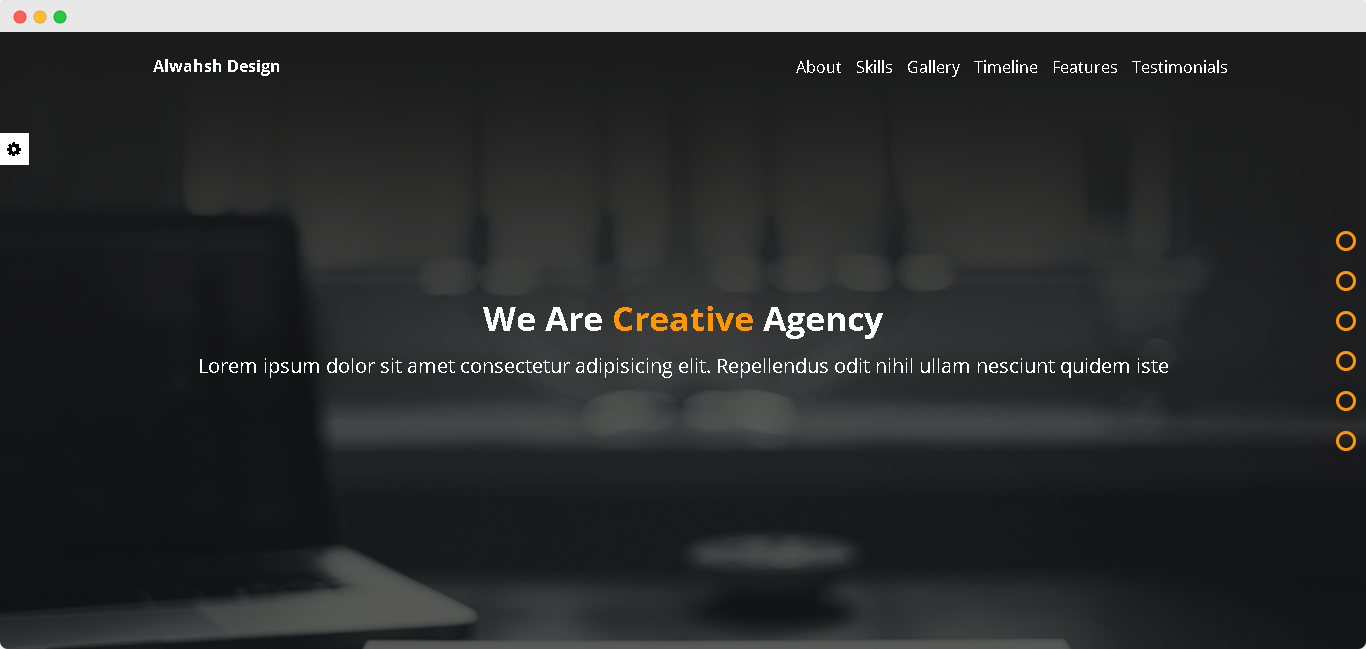 Alwahsh Design
About Skills Gallery Timeline Features Testimonials
We Are Creative Agency
Lorem ipsum dolor sit amet consectetur adipisicing elit. Repellendus odit nihil ullam nesciunt quidem iste